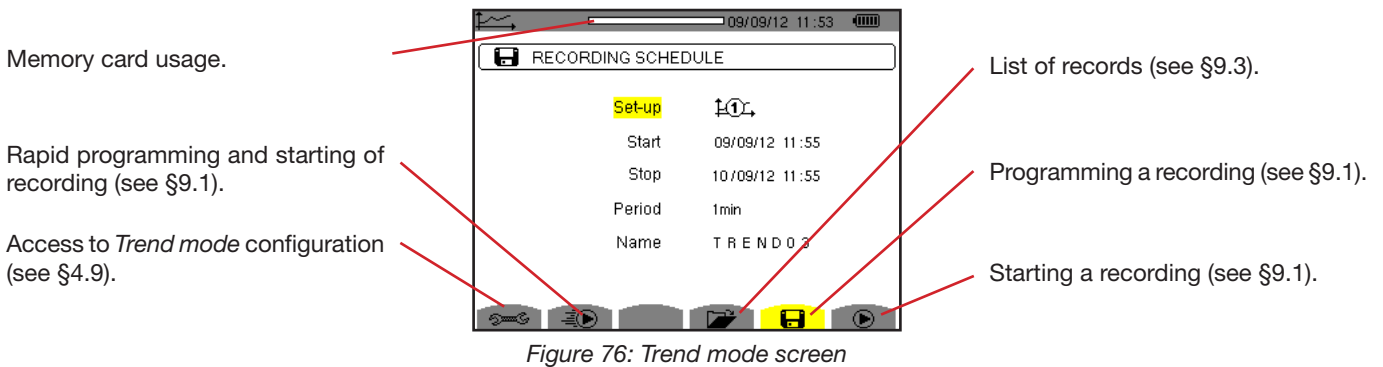 09/09/12 11:53
Memory card usage.
RECORDING SCHEDULE
List of records (see §9.3).
Set-up 1
Start 09/09/12 11:55
Rapid programming and starting of
recording (see §9.1).
Stop 10/09/12 11:55
Programming a recording (see §9.1).
Period 1min
Access to Trend mode configuration
(see §4.9).
Name TREND03
Starting a recording (see §9.1).
Figure 76: Trend mode screen